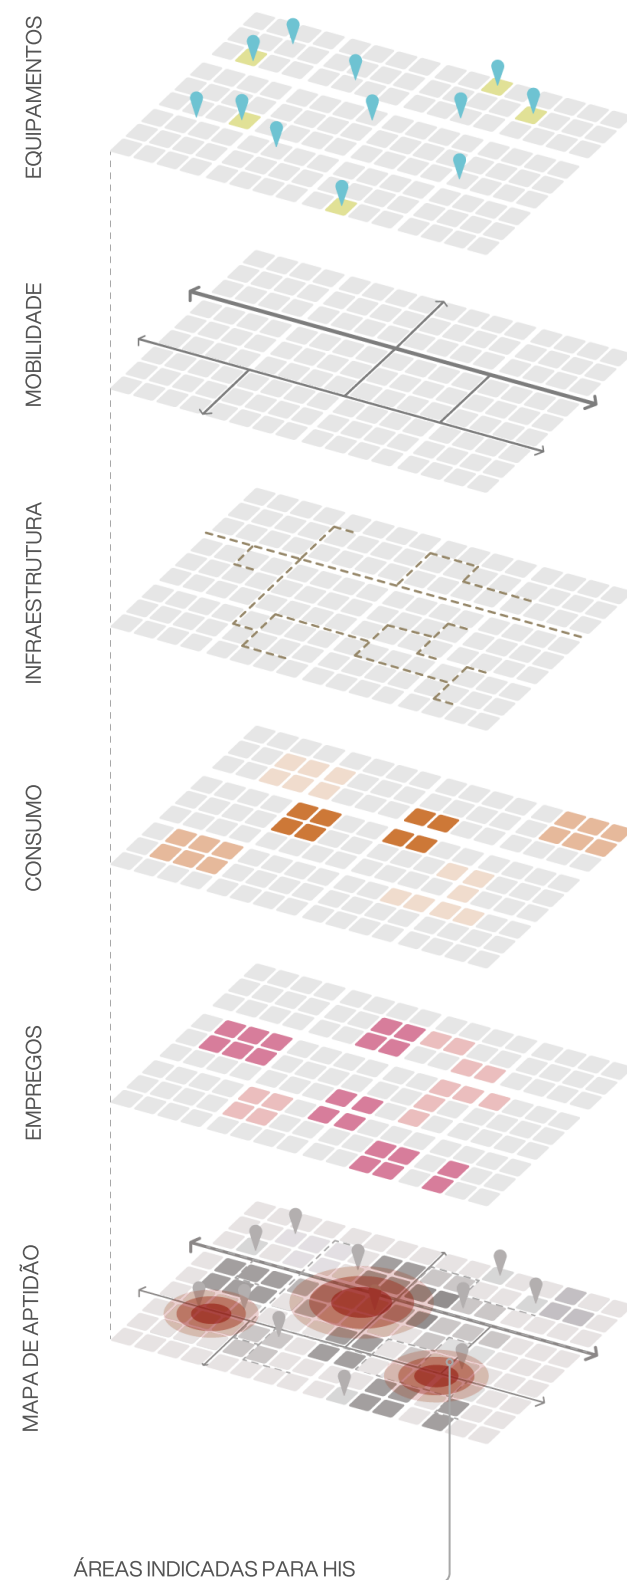 EQUIPAMENTOS
MOBILIDADE
INFRAESTRUTURA
CONSUMO
EMPREGOS
MAPA DE APTIDÃO
ÁREAS INDICADAS PARA HIS